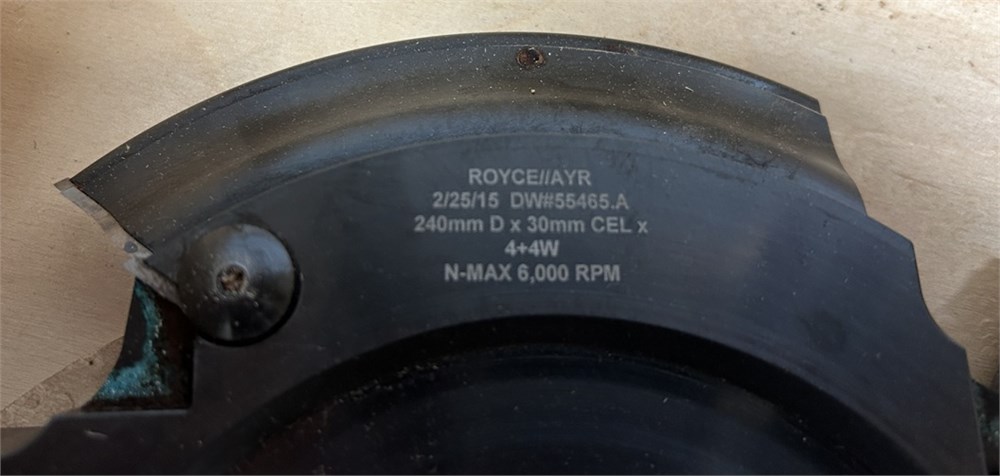 ROYCE//AYR
2/25/15 DW#55465.A
240mm D x 30mm CEL x
4+4W
N-MAX 6,000 RPM